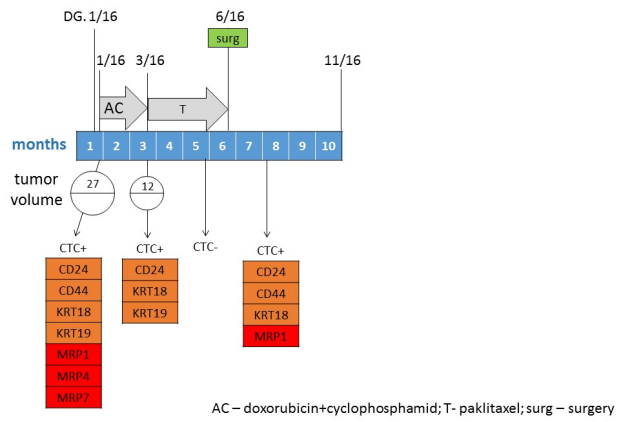 DG. 1/16
6/16
surg
1/16
3/16
11/16
AC
T
months
1 2 3 4 5 6 7 8 9 10
tumor
volume
27
12
CTC+
CD24
CD44
KRT18
KRT19
MRP1
MRP4
MRP7
CTC+
CD24
KRT18
KRT19
CTC-
CTC+
CD24
CD44
KRT18
MRP1
AC – doxorubicin+cyclophosphamid; T- paklitaxel; surg – surgery